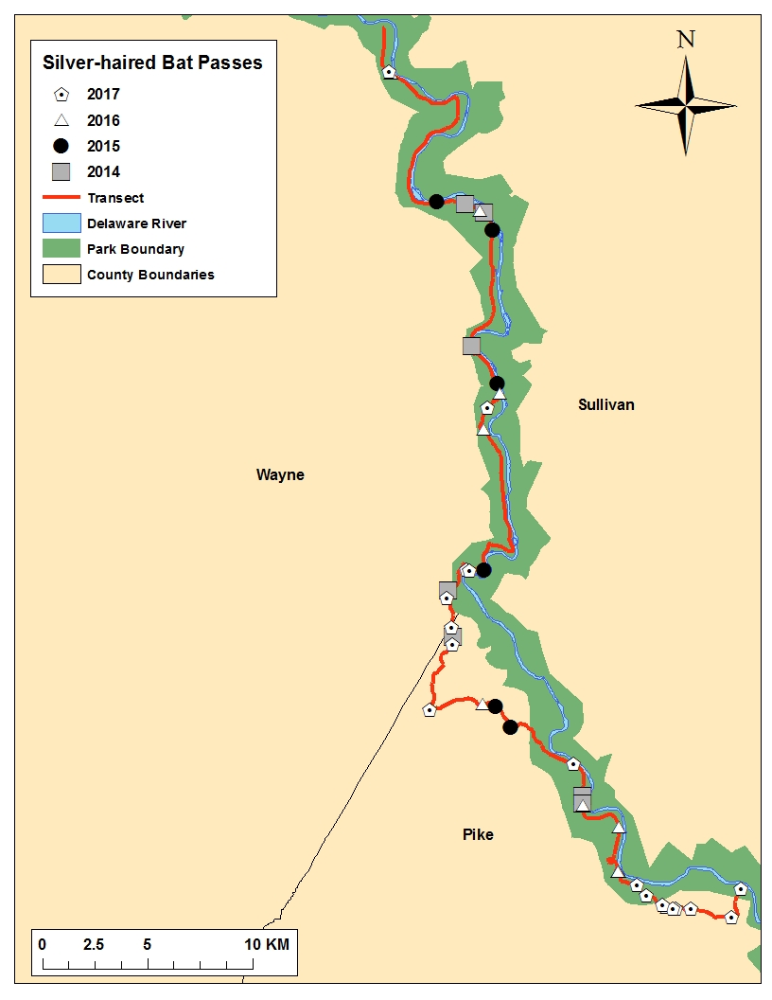 Silver-haired Bat Passes
2017
2016
2015
2014
Transect
Delaware River
Park Boundary
County Boundaries
N
Sullivan
Wayne
Pike
0 2.5 5 10 KM